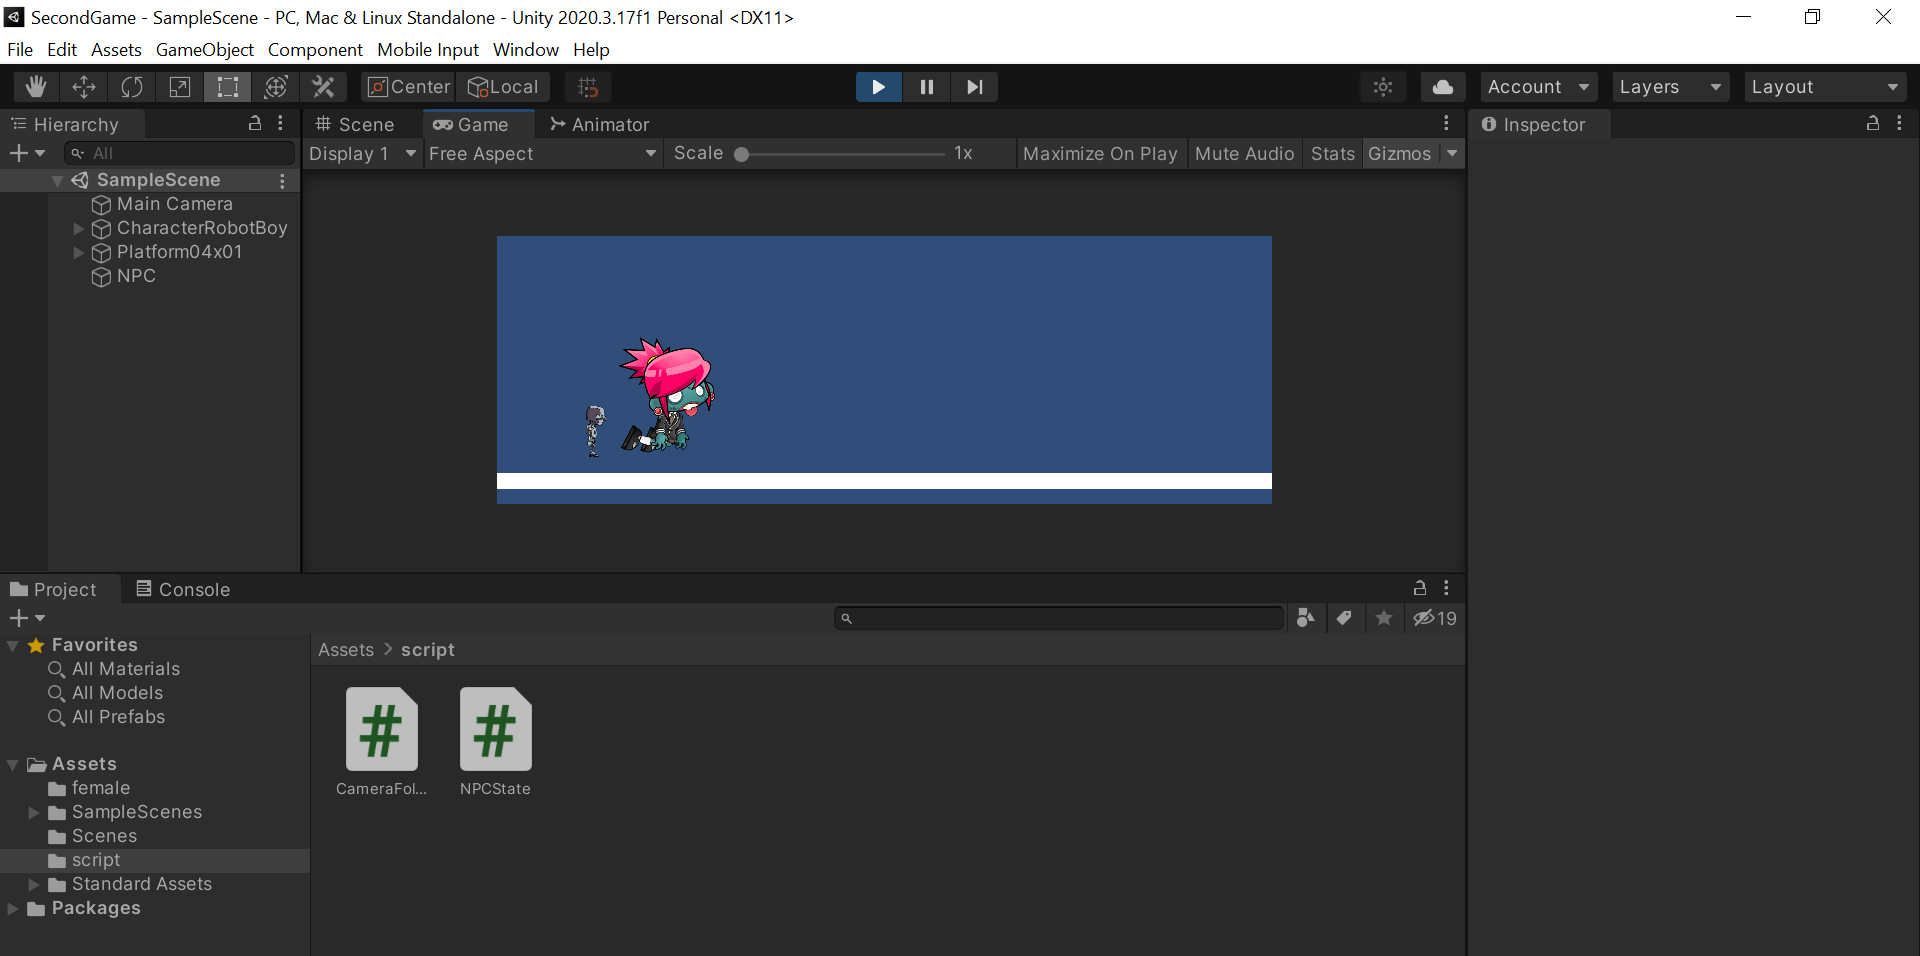 SecondGame - SampleScene - PC, Mac & Linux Standalone - Unity 2020.3.17f1 Personal <DX11>
File Edit Assets GameObject Component Mobile Input Window Help
Center Local Account Layers Layout
Hierarchy
Scene Game Animator
Inspector
All
Display 1 Free Aspect Scale 1x Maximize On Play Mute Audio Stats Gizmos
SampleScene
Main Camera
CharacterRobotBoy
Platform04x01
NPC
Project Console
19
Favorites
All Materials
All Models
All Prefabs
Assets
female
SampleScenes
Scenes
script
Standard Assets
Packages
Assets > script
# #
CameraFol... NPCState